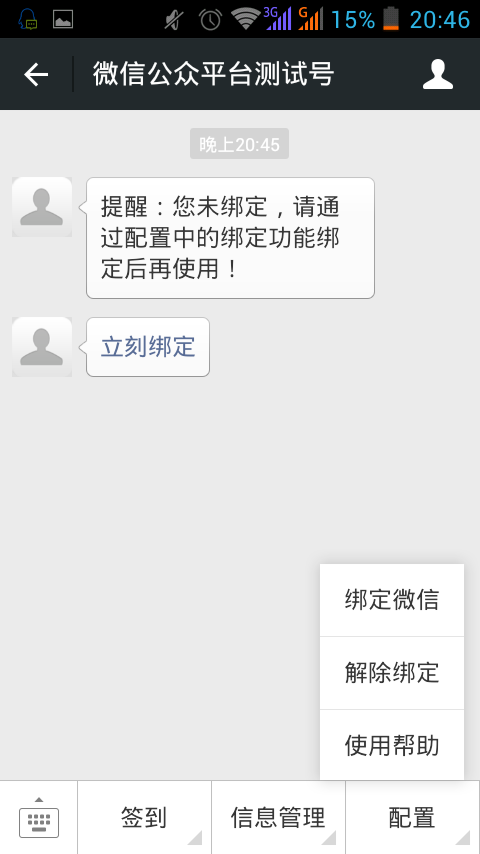 3G G 15% 20:46
微信公众平台测试号
晚上20:45
提醒：您未绑定，请通
过配置中的绑定功能绑
定后再使用！
立刻绑定
绑定微信
解除绑定
使用帮助
签到 信息管理 配置